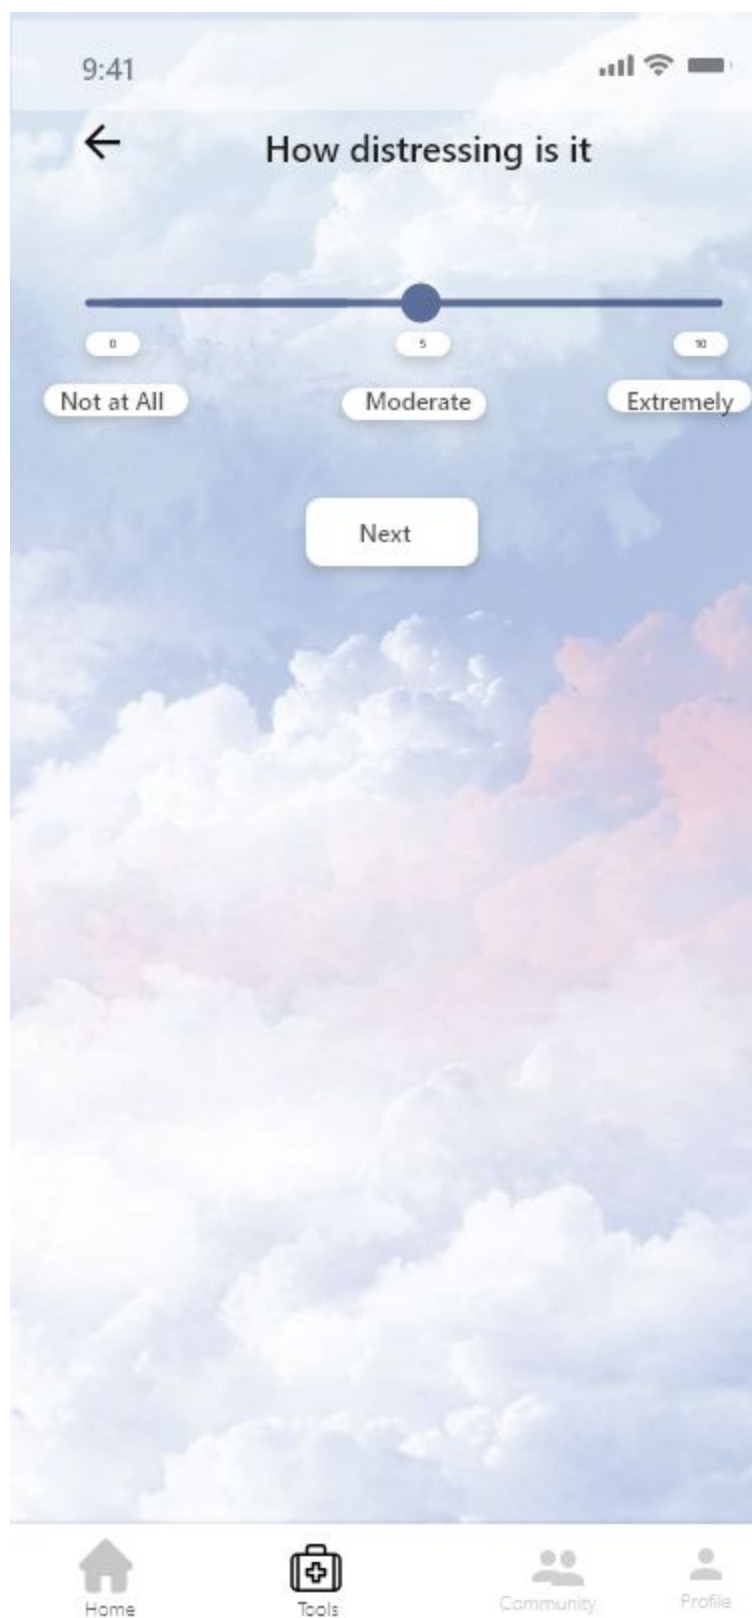 9:41
How distressing is it
0 5 10
Not at All Moderate Extremely
Next
Home Tools Community Profile